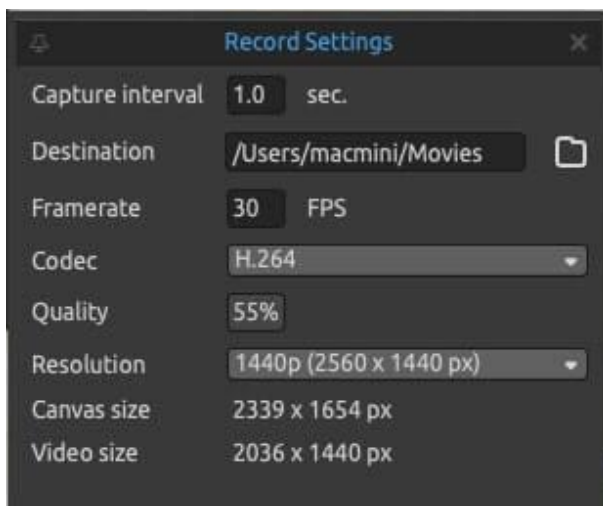 Record Settings
Capture interval 1.0 sec.
Destination /Users/macmini/Movies
Framerate 30 FPS
Codec H.264
Quality 55%
Resolution 1440p (2560 x 1440 px)
Canvas size 2339 x 1654 px
Video size 2036 x 1440 px